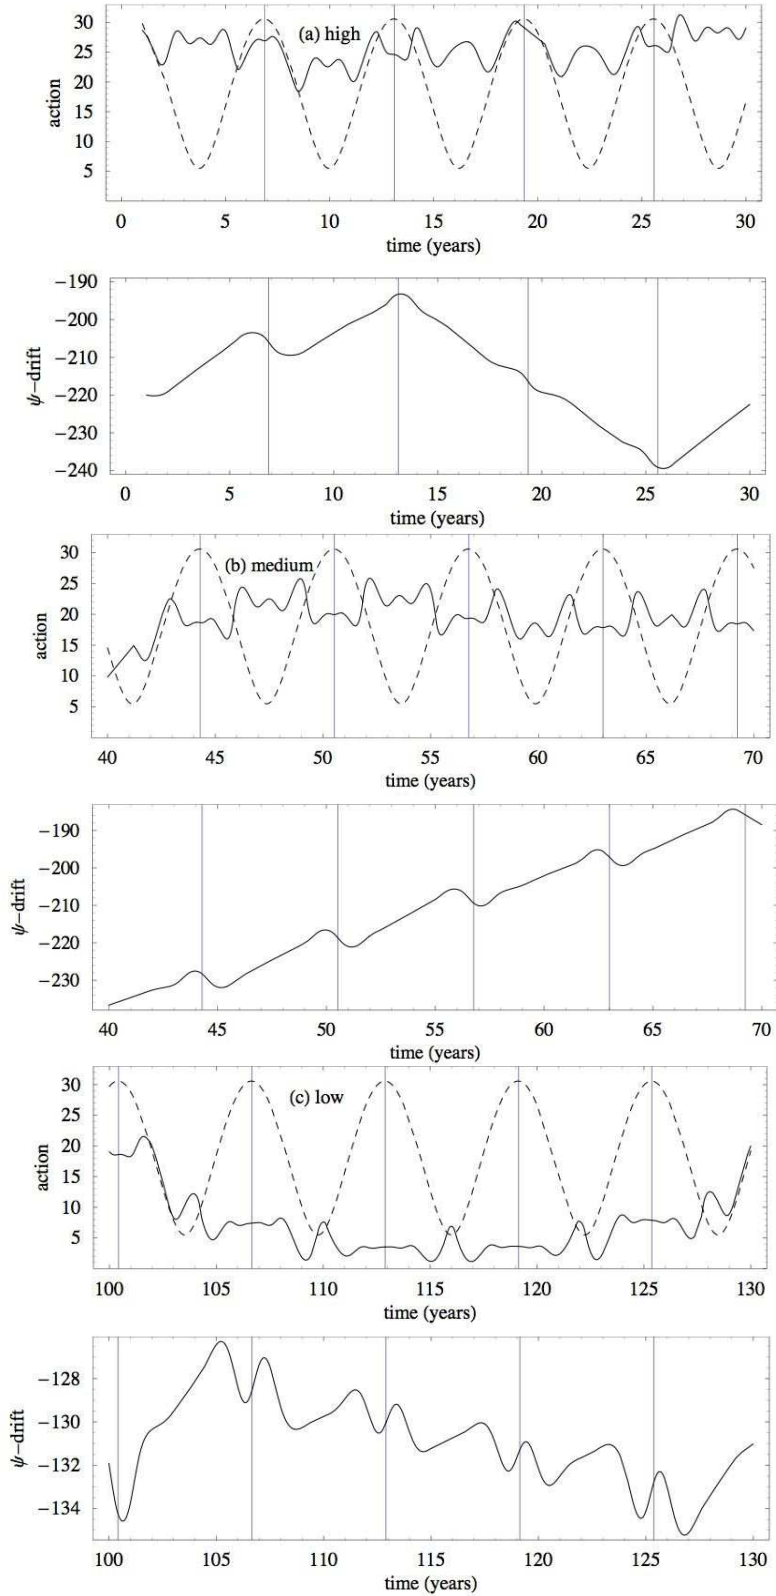 30
25
20
15
10
5
action
(a) high
0 5 10 15 20 25 30
time (years)
−190
−200
−210
−220
−230
−240
ψ−drift
0 5 10 15 20 25 30
time (years)
30
25
20
15
10
5
action
(b) medium
40 45 50 55 60 65 70
time (years)
−190
−200
−210
−220
−230
ψ−drift
40 45 50 55 60 65 70
time (years)
30
25
20
15
10
5
action
(c) low
100 105 110 115 120 125 130
time (years)
−128
−130
−132
−134
ψ−drift
100 105 110 115 120 125 130
time (years)